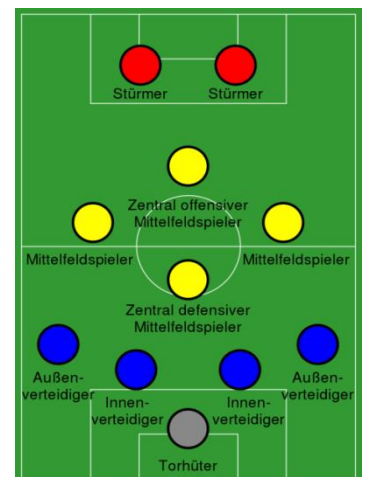 Stürmer Stürmer
Zentral offensiver
Mittelfeldspieler
Mittelfeldspieler Mittelfeldspieler
Zentral defensiver
Mittelfeldspieler
Außen-
verteidiger
Innen-
verteidiger
Innen-
verteidiger
Außen-
verteidiger
Torhüter